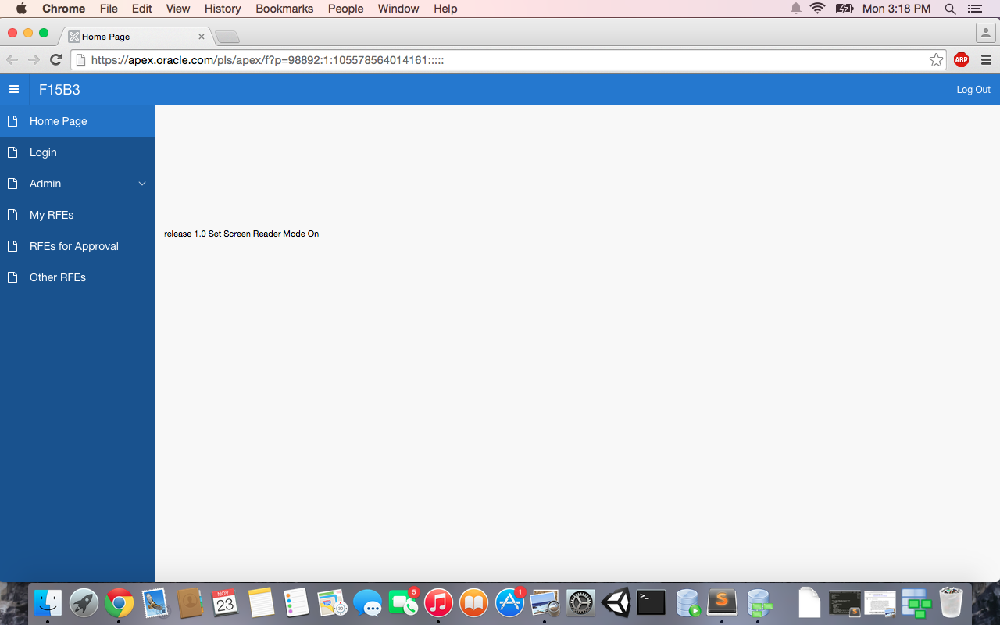 Chrome File Edit View History Bookmarks People Window Help Mon 3:18 PM
Home Page
https://apex.oracle.com/pls/apex/f?p=98892:1:105578564014161:::::
ABP
F15B3 Log Out
Home Page
Login
Admin
My RFEs
RFEs for Approval
Other RFEs
release 1.0 Set Screen Reader Mode On
NOV
23
5
1
>_
S